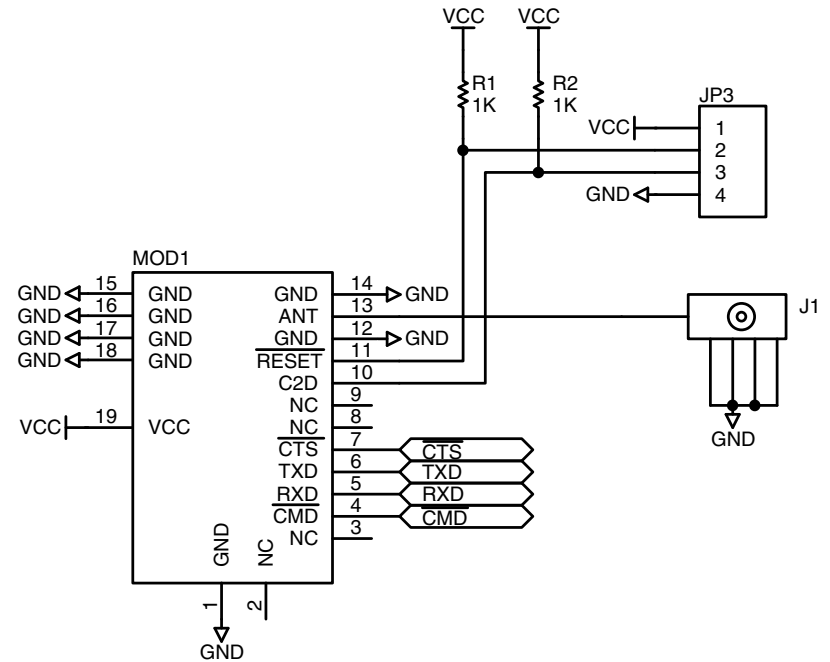 VCC VCC
R1 R2
1K 1K
JP3
VCC 1
2
3
GND 4
MOD1
GND 15 GND GND 14 GND
GND 16 GND ANT 13
GND 17 GND GND 12 GND
GND 18 GND RESET 11
C2D 10
NC 9
VCC 19 VCC NC 8
CTS 7 CTS
TXD 6 TXD
RXD 5 RXD
CMD 4 CMD
NC 3
GND NC
1 2
GND
J1
GND